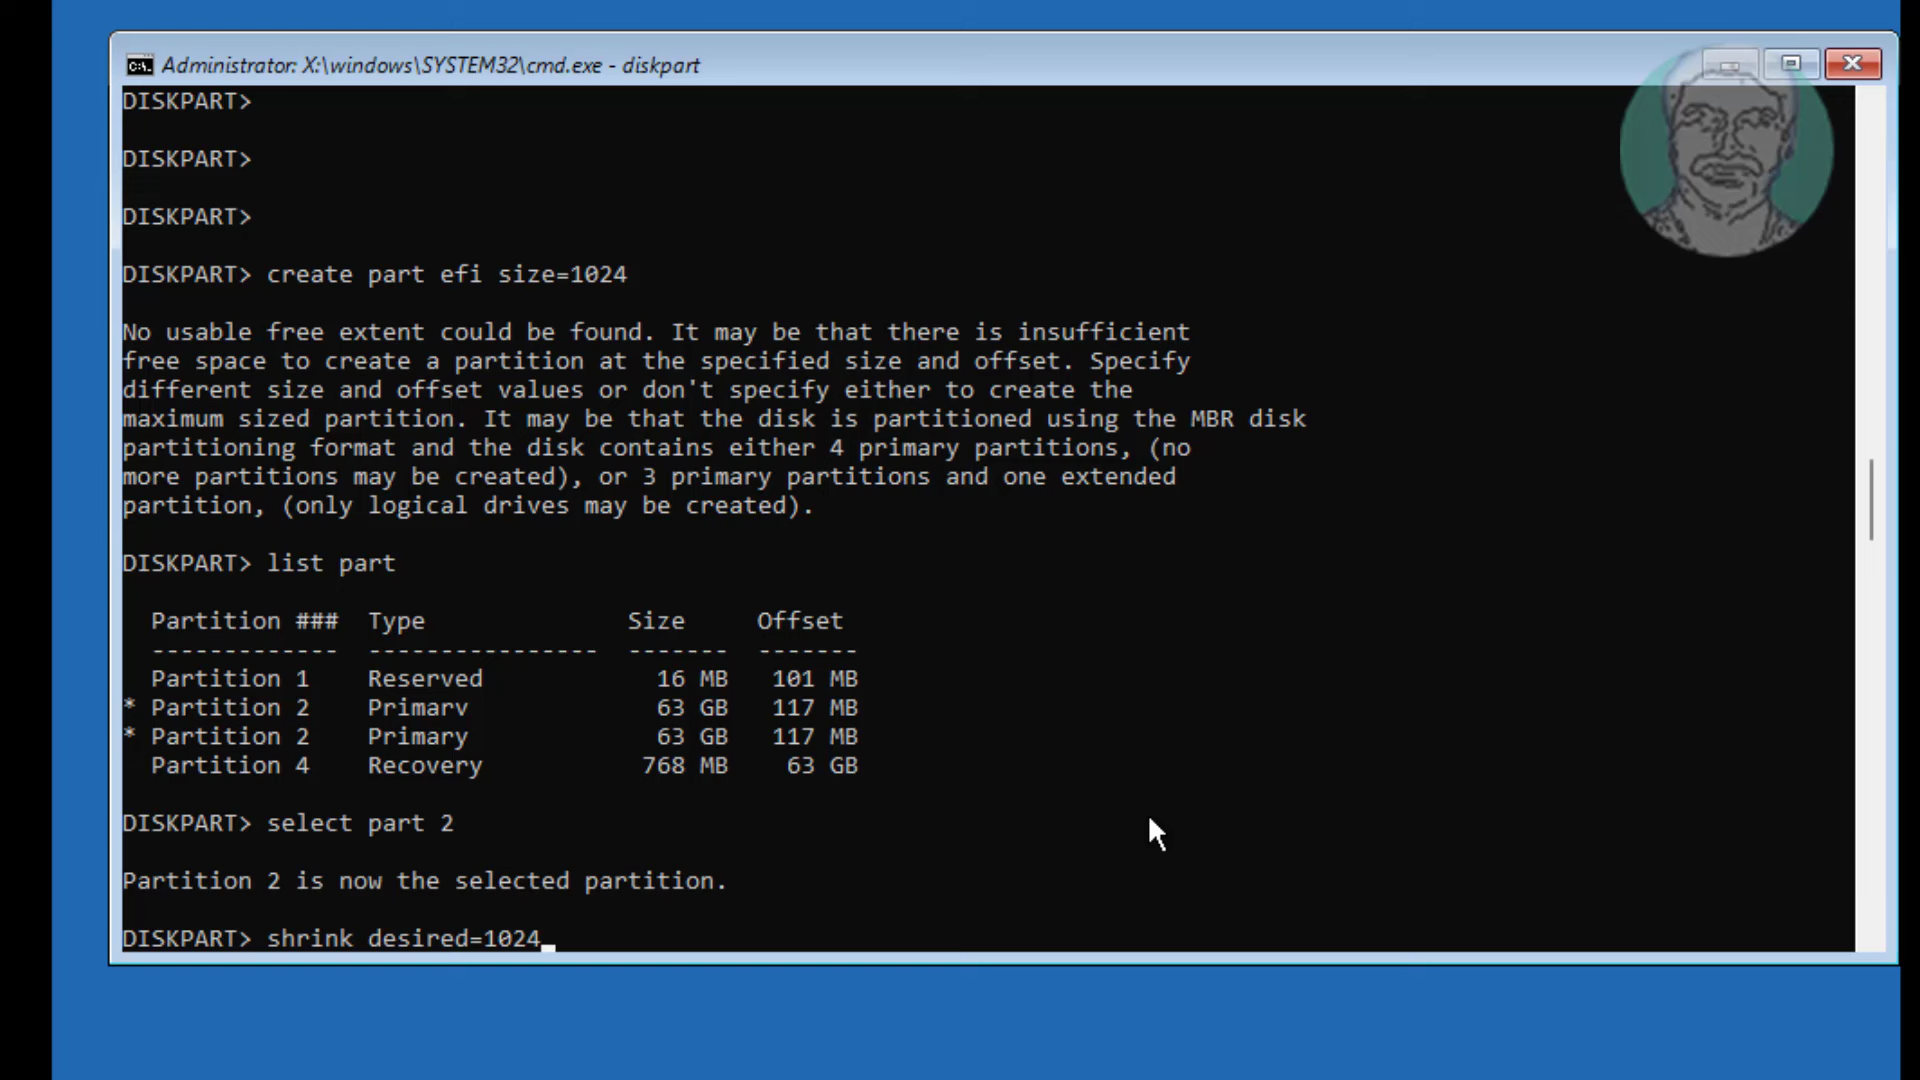 Administrator: X:\windows\SYSTEM32\cmd.exe - diskpart
DISKPART>
DISKPART>
DISKPART>
DISKPART> create part efi size=1024
No usable free extent could be found. It may be that there is insufficient
free space to create a partition at the specified size and offset. Specify
different size and offset values or don't specify either to create the
maximum sized partition. It may be that the disk is partitioned using the MBR disk
partitioning format and the disk contains either 4 primary partitions, (no
more partitions may be created), or 3 primary partitions and one extended
partition, (only logical drives may be created).
DISKPART> list part
Partition ### Type Size Offset
------------- ---------------- ------- -------
Partition 1 Reserved 16 MB 101 MB
* Partition 2 Primarv 63 GB 117 MB
* Partition 2 Primary 63 GB 117 MB
Partition 4 Recovery 768 MB 63 GB
DISKPART> select part 2
Partition 2 is now the selected partition.
DISKPART> shrink desired=1024